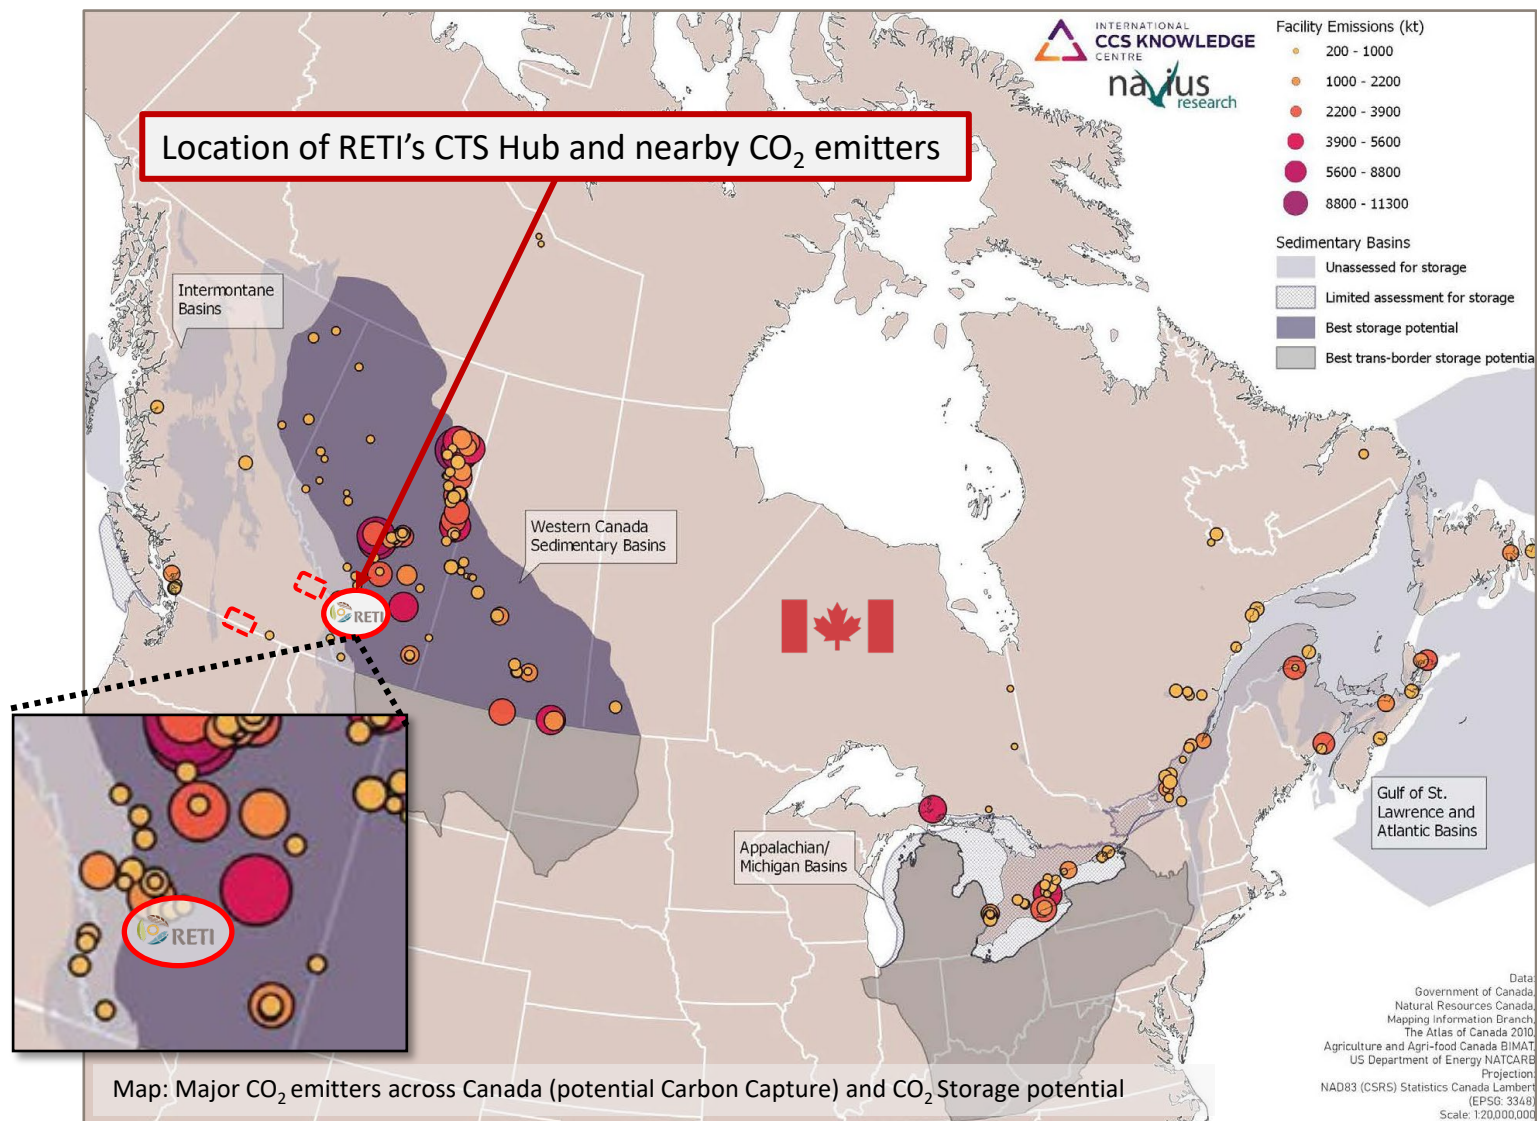 INTERNATIONAL
CCS KNOWLEDGE
CENTRE
navius
research
Facility Emissions (kt)
200 - 1000
1000 - 2200
2200 - 3900
3900 - 5600
5600 - 8800
8800 - 11300
Sedimentary Basins
Unassessed for storage
Limited assessment for storage
Best storage potential
Best trans-border storage potentia
Location of RETI’s CTS Hub and nearby CO₂ emitters
Intermontane
Basins
Western Canada
Sedimentary Basins
RETI
RETI
Appalachian/
Michigan Basins
Gulf of St.
Lawrence and
Atlantic Basins
Data:
Government of Canada,
Natural Resources Canada,
Mapping Information Branch,
The Atlas of Canada 2010,
Agriculture and Agri-food Canada BIMAT,
US Department of Energy NATCARB
Projection:
NAD83 (CSRS) Statistics Canada Lambert
(EPSG: 3348)
Scale: 1:20,000,000
Map: Major CO₂ emitters across Canada (potential Carbon Capture) and CO₂ Storage potential